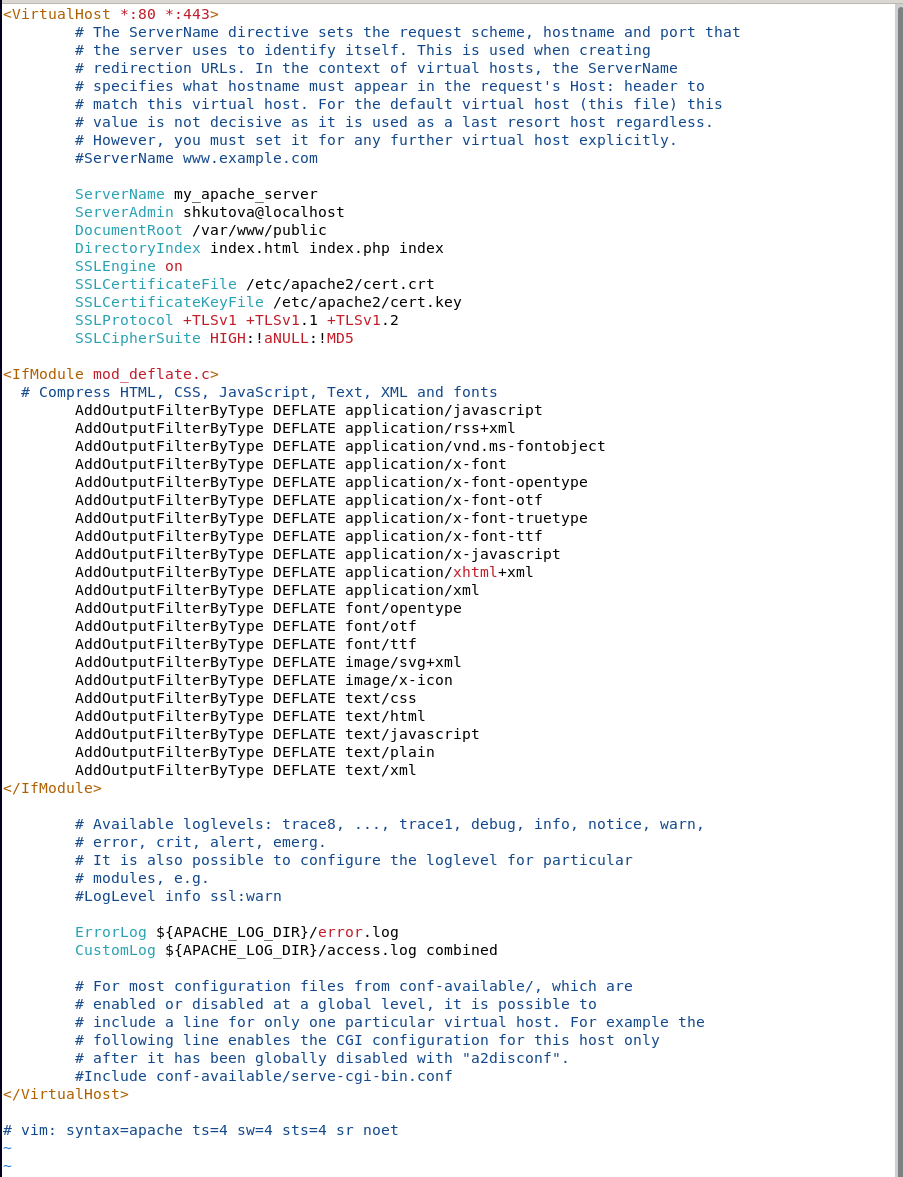 <VirtualHost *:80 *:443>
        # The ServerName directive sets the request scheme, hostname and port that
        # the server uses to identify itself. This is used when creating
        # redirection URLs. In the context of virtual hosts, the ServerName
        # specifies what hostname must appear in the request's Host: header to
        # match this virtual host. For the default virtual host (this file) this
        # value is not decisive as it is used as a last resort host regardless.
        # However, you must set it for any further virtual host explicitly.
        #ServerName www.example.com

        ServerName my_apache_server
        ServerAdmin shkutova@localhost
        DocumentRoot /var/www/public
        DirectoryIndex index.html index.php index
        SSLEngine on
        SSLCertificateFile /etc/apache2/cert.crt
        SSLCertificateKeyFile /etc/apache2/cert.key
        SSLProtocol +TLSv1 +TLSv1.1 +TLSv1.2
        SSLCipherSuite HIGH:!aNULL:!MD5

<IfModule mod_deflate.c>
  # Compress HTML, CSS, JavaScript, Text, XML and fonts
        AddOutputFilterByType DEFLATE application/javascript
        AddOutputFilterByType DEFLATE application/rss+xml
        AddOutputFilterByType DEFLATE application/vnd.ms-fontobject
        AddOutputFilterByType DEFLATE application/x-font
        AddOutputFilterByType DEFLATE application/x-font-opentype
        AddOutputFilterByType DEFLATE application/x-font-otf
        AddOutputFilterByType DEFLATE application/x-font-truetype
        AddOutputFilterByType DEFLATE application/x-font-ttf
        AddOutputFilterByType DEFLATE application/x-javascript
        AddOutputFilterByType DEFLATE application/xhtml+xml
        AddOutputFilterByType DEFLATE application/xml
        AddOutputFilterByType DEFLATE font/opentype
        AddOutputFilterByType DEFLATE font/otf
        AddOutputFilterByType DEFLATE font/ttf
        AddOutputFilterByType DEFLATE image/svg+xml
        AddOutputFilterByType DEFLATE image/x-icon
        AddOutputFilterByType DEFLATE text/css
        AddOutputFilterByType DEFLATE text/html
        AddOutputFilterByType DEFLATE text/javascript
        AddOutputFilterByType DEFLATE text/plain
        AddOutputFilterByType DEFLATE text/xml
</IfModule>

        # Available loglevels: trace8, ..., trace1, debug, info, notice, warn,
        # error, crit, alert, emerg.
        # It is also possible to configure the loglevel for particular
        # modules, e.g.
        #LogLevel info ssl:warn

        ErrorLog ${APACHE_LOG_DIR}/error.log
        CustomLog ${APACHE_LOG_DIR}/access.log combined

        # For most configuration files from conf-available/, which are
        # enabled or disabled at a global level, it is possible to
        # include a line for only one particular virtual host. For example the
        # following line enables the CGI configuration for this host only
        # after it has been globally disabled with "a2disconf".
        #Include conf-available/serve-cgi-bin.conf
</VirtualHost>

# vim: syntax=apache ts=4 sw=4 sts=4 sr noet
~
~